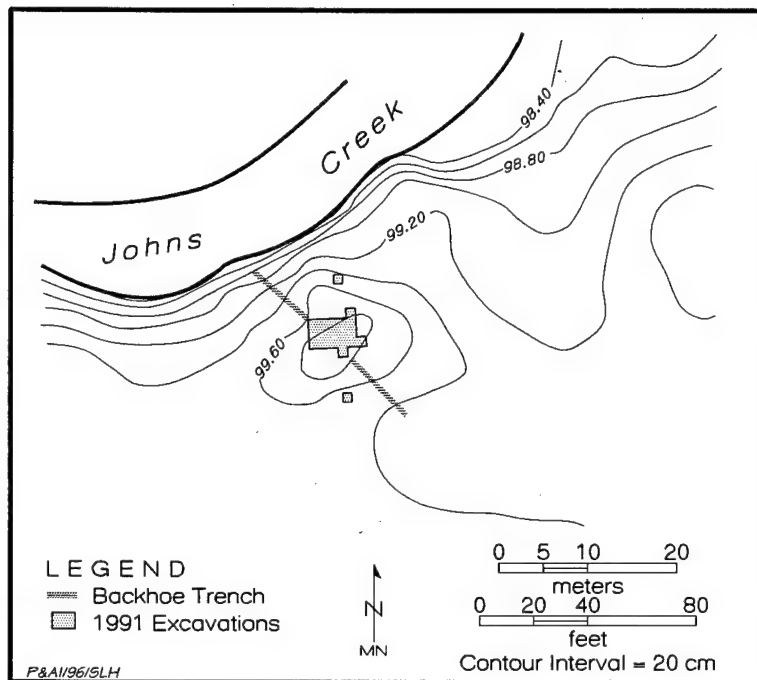 Johns Creek
98.40
98.80
99.20
99.60
LEGEND
Backhoe Trench
1991 Excavations
N
MN
0 5 10 20
meters
0 20 40 80
feet
Contour Interval = 20 cm
P&AI/96/SLH